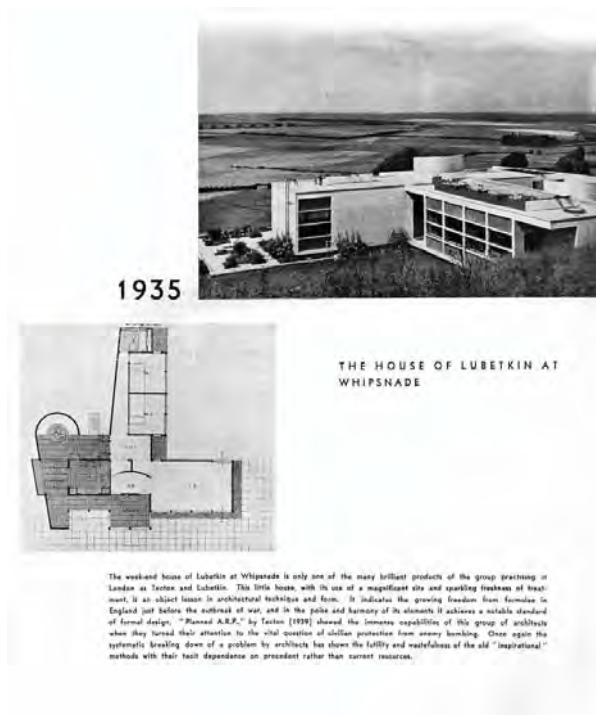 1935
THE HOUSE OF LUBETKIN AT
WHIPSNADE
The weekend house of Lubetkin at Whipsnade is only one of the many brilliant products of the group practising in
London as Tecton and Lubetkin. This little house, with its use of a magnificent site and sparkling freshness of treat-
ment, is an object lesson in architectural technique and form. It indicates the growing freedom from formulae in
England just before the outbreak of war, and in the poise and harmony of its elements it achieves a notable standard
of formal design. "Planned A.R.P.," by Tecton [1939] showed the immense capabilities of this group of architects
when they turned their attention to the vital question of civilian protection from enemy bombing. Once again the
systematic breaking down of a problem by architects has shown the futility and wastefulness of the old "inspirational"
methods with their tacit dependence on precedent rather than current resources.